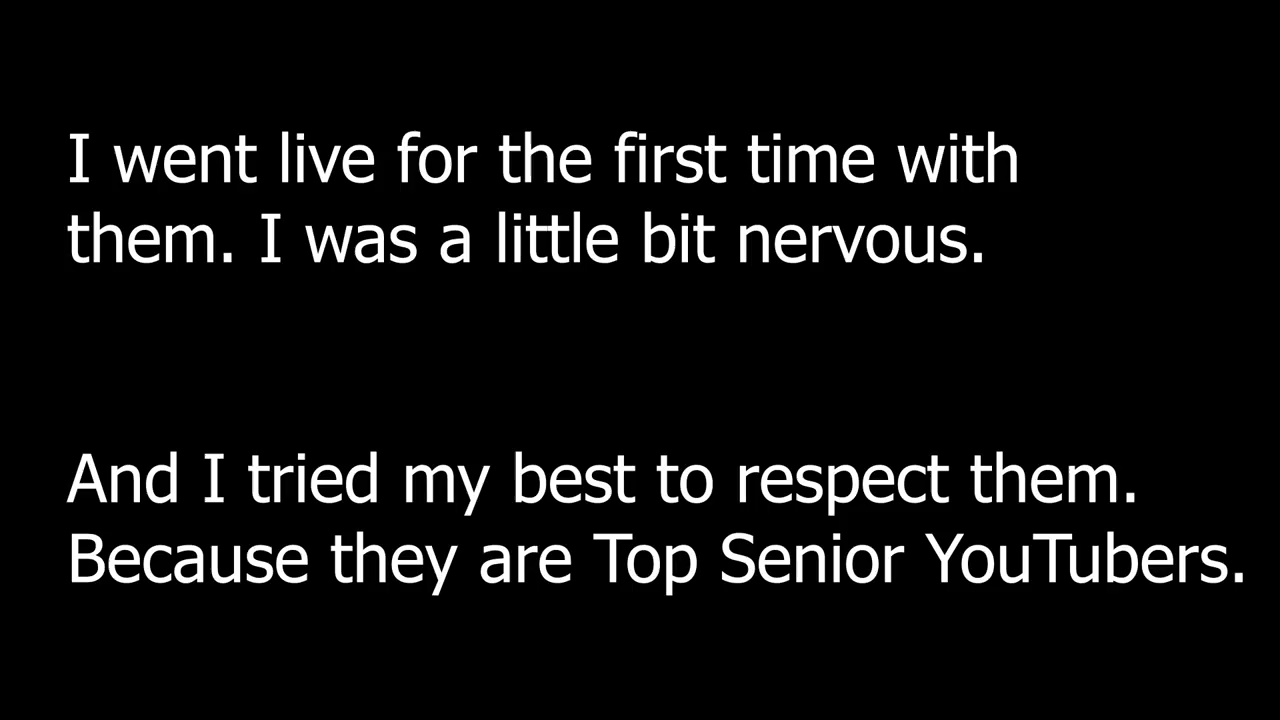 I went live for the first time with
them. I was a little bit nervous.
And I tried my best to respect them.
Because they are Top Senior YouTubers.